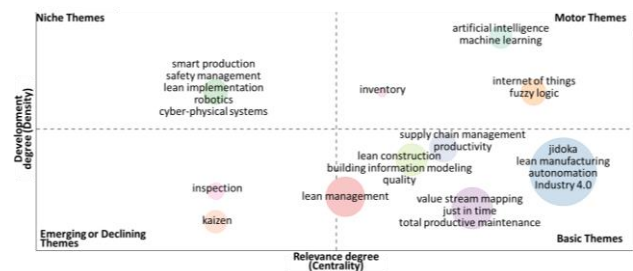 Niche Themes
Motor Themes
artificial intelligence
machine learning
smart production
safety management
lean implementation
robotics
cyber-physical systems
inventory
internet of things
fuzzy logic
Development
degree (Density)
supply chain management
productivity
lean construction
building information modeling
quality
jidoka
lean manufacturing
autonomation
Industry 4.0
inspection
lean management
value stream mapping
just in time
total productive maintenance
kaizen
Emerging or Declining
Themes
Basic Themes
Relevance degree
(Centrality)